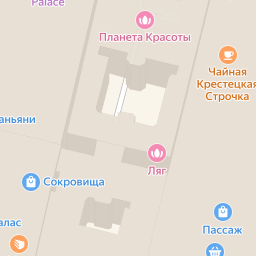 Palace
Планета Красоты
Чайная
Крестецкая
Строчка
аньяни
Ляг
Сокровища
Пассаж
алас